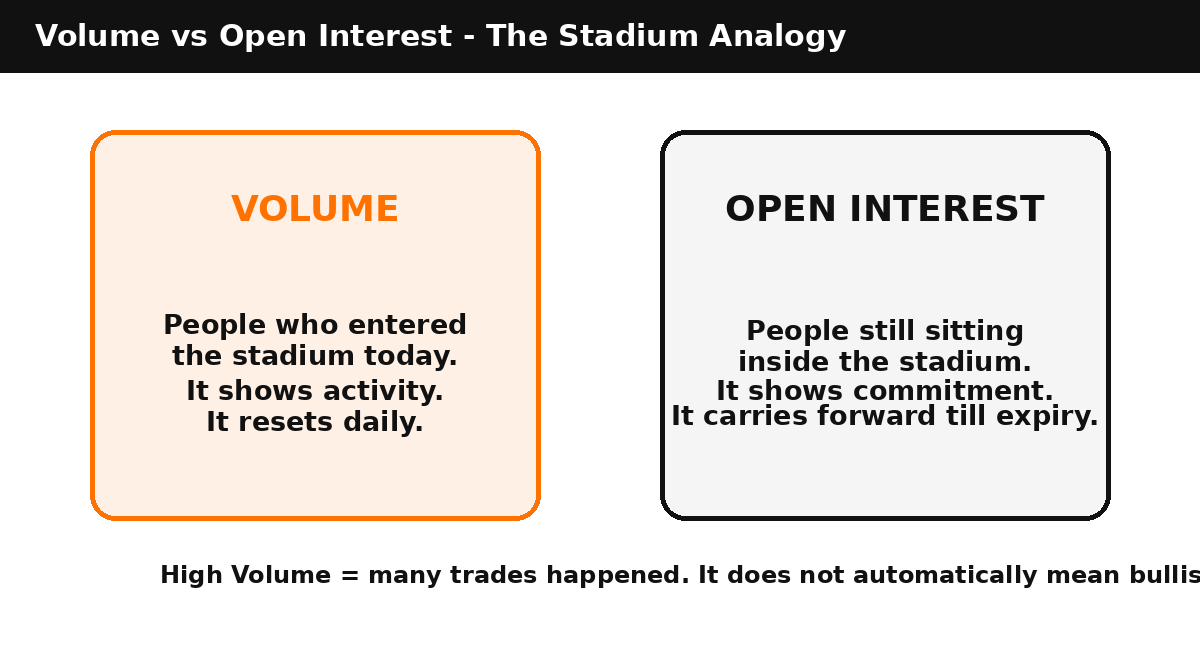 Volume vs Open Interest - The Stadium Analogy
VOLUME
People who entered
the stadium today.
It shows activity.
It resets daily.
OPEN INTEREST
People still sitting
inside the stadium.
It shows commitment.
It carries forward till expiry.
High Volume = many trades happened. It does not automatically mean bullis